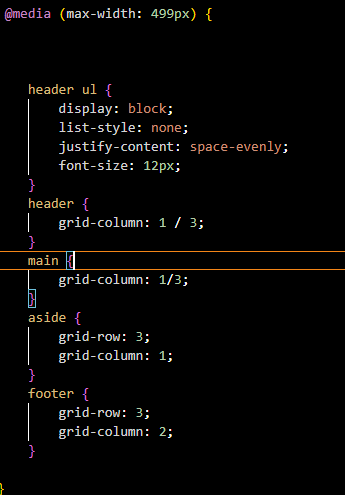 @media (max-width: 499px) {
header ul {
display: block;
list-style: none;
justify-content: space-evenly;
font-size: 12px;
}
header {
grid-column: 1 / 3;
}
main {
grid-column: 1/3;
}
aside {
grid-row: 3;
grid-column: 1;
}
footer {
grid-row: 3;
grid-column: 2;
}
}